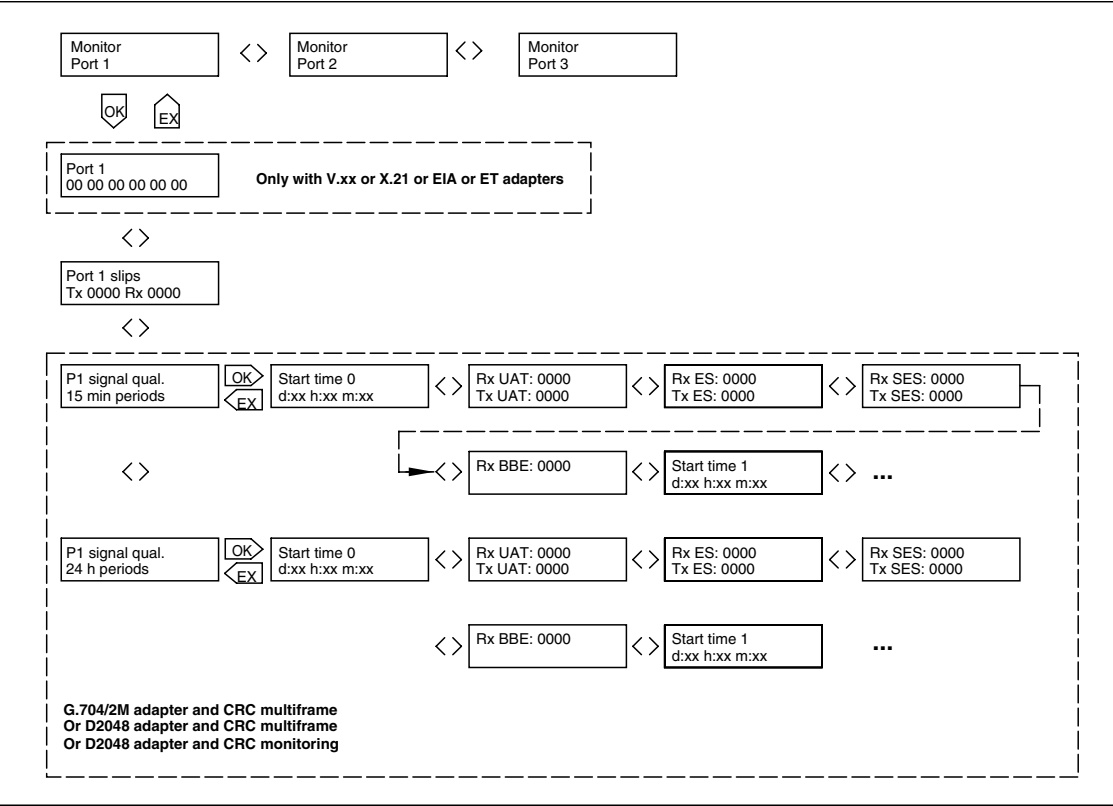 Monitor
Port 1
< >
Monitor
Port 2
< >
Monitor
Port 3
OK
EX
Port 1
00 00 00 00 00 00
Only with V.xx or X.21 or EIA or ET adapters
< >
Port 1 slips
Tx 0000 Rx 0000
< >
P1 signal qual.
15 min periods
OK
EX
Start time 0
d:xx h:xx m:xx
< >
Rx UAT: 0000
Tx UAT: 0000
< >
Rx ES: 0000
Tx ES: 0000
< >
Rx SES: 0000
Tx SES: 0000
< >
< >
Rx BBE: 0000
< >
Start time 1
d:xx h:xx m:xx
< >
...
P1 signal qual.
24 h periods
OK
EX
Start time 0
d:xx h:xx m:xx
< >
Rx UAT: 0000
Tx UAT: 0000
< >
Rx ES: 0000
Tx ES: 0000
< >
Rx SES: 0000
Tx SES: 0000
< >
Rx BBE: 0000
< >
Start time 1
d:xx h:xx m:xx
...
G.704/2M adapter and CRC multiframe
Or D2048 adapter and CRC multiframe
Or D2048 adapter and CRC monitoring